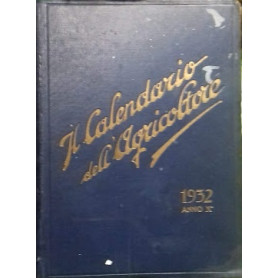 Il Calendario
dell'Agricoltore
1932
ANNO X°